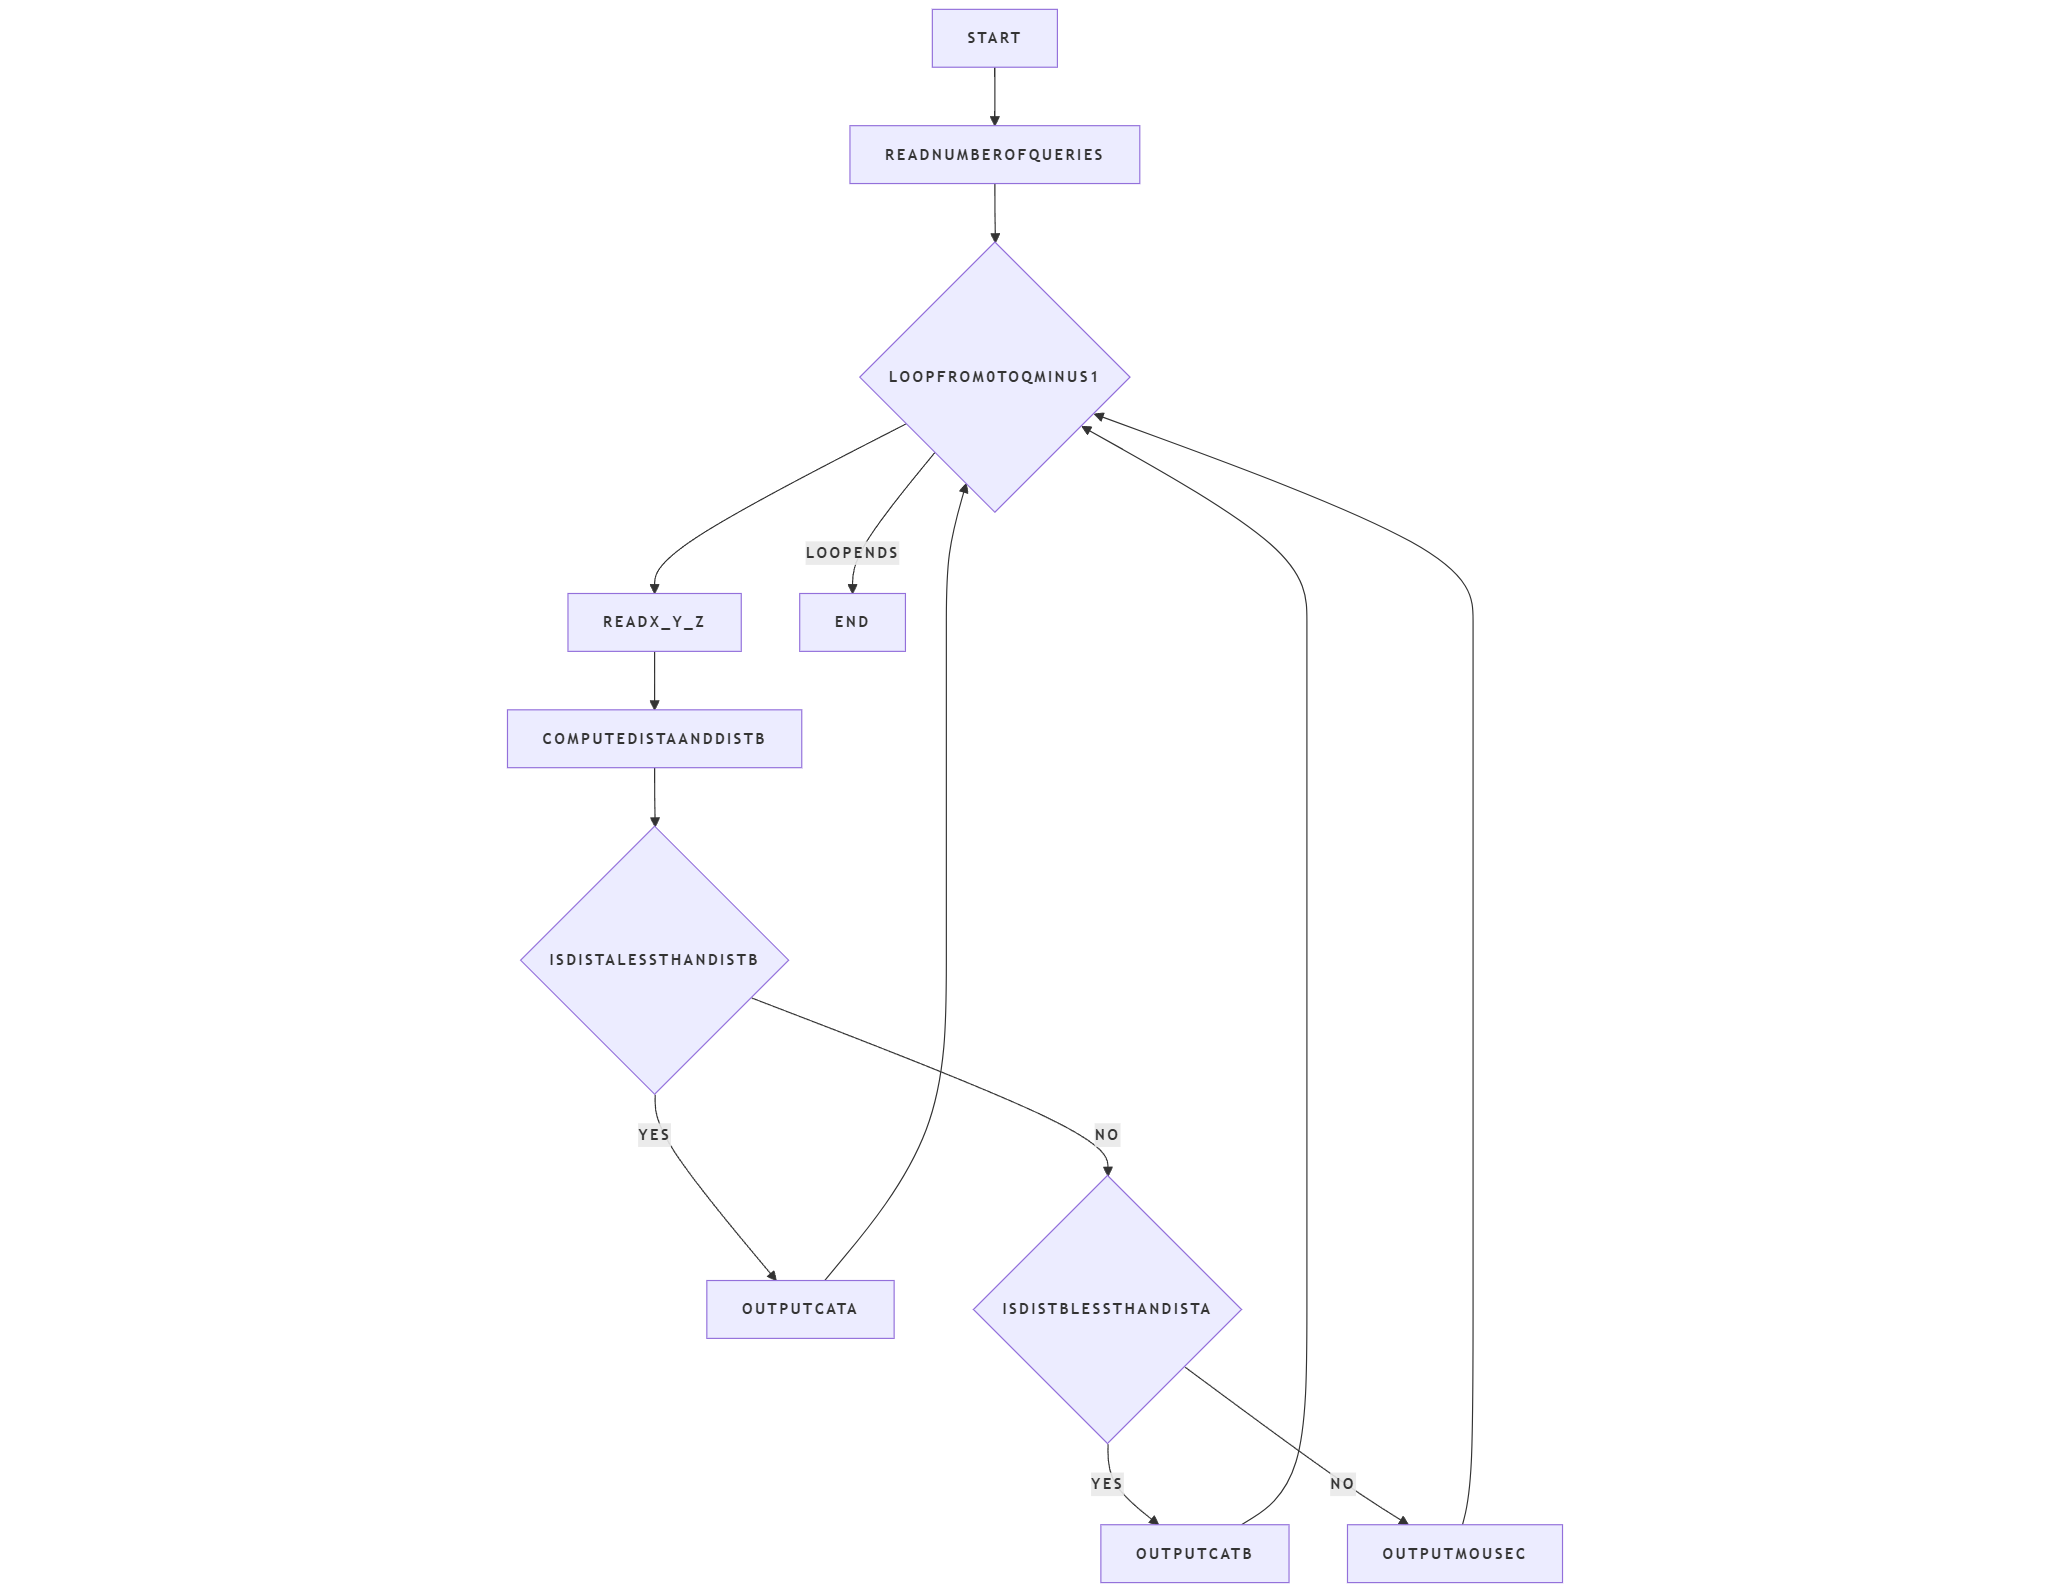 START
READNUMBEROFQUERIES
LOOPFROM0TOQMINUS1
LOOPENDS
READX_Y_Z
END
COMPUTEDISTAANDDISTB
ISDISTALESSTHANDISTB
YES
NO
OUTPUTCATA
ISDISTBLESSTHANDISTA
YES
NO
OUTPUTCATB
OUTPUTMOUSEC